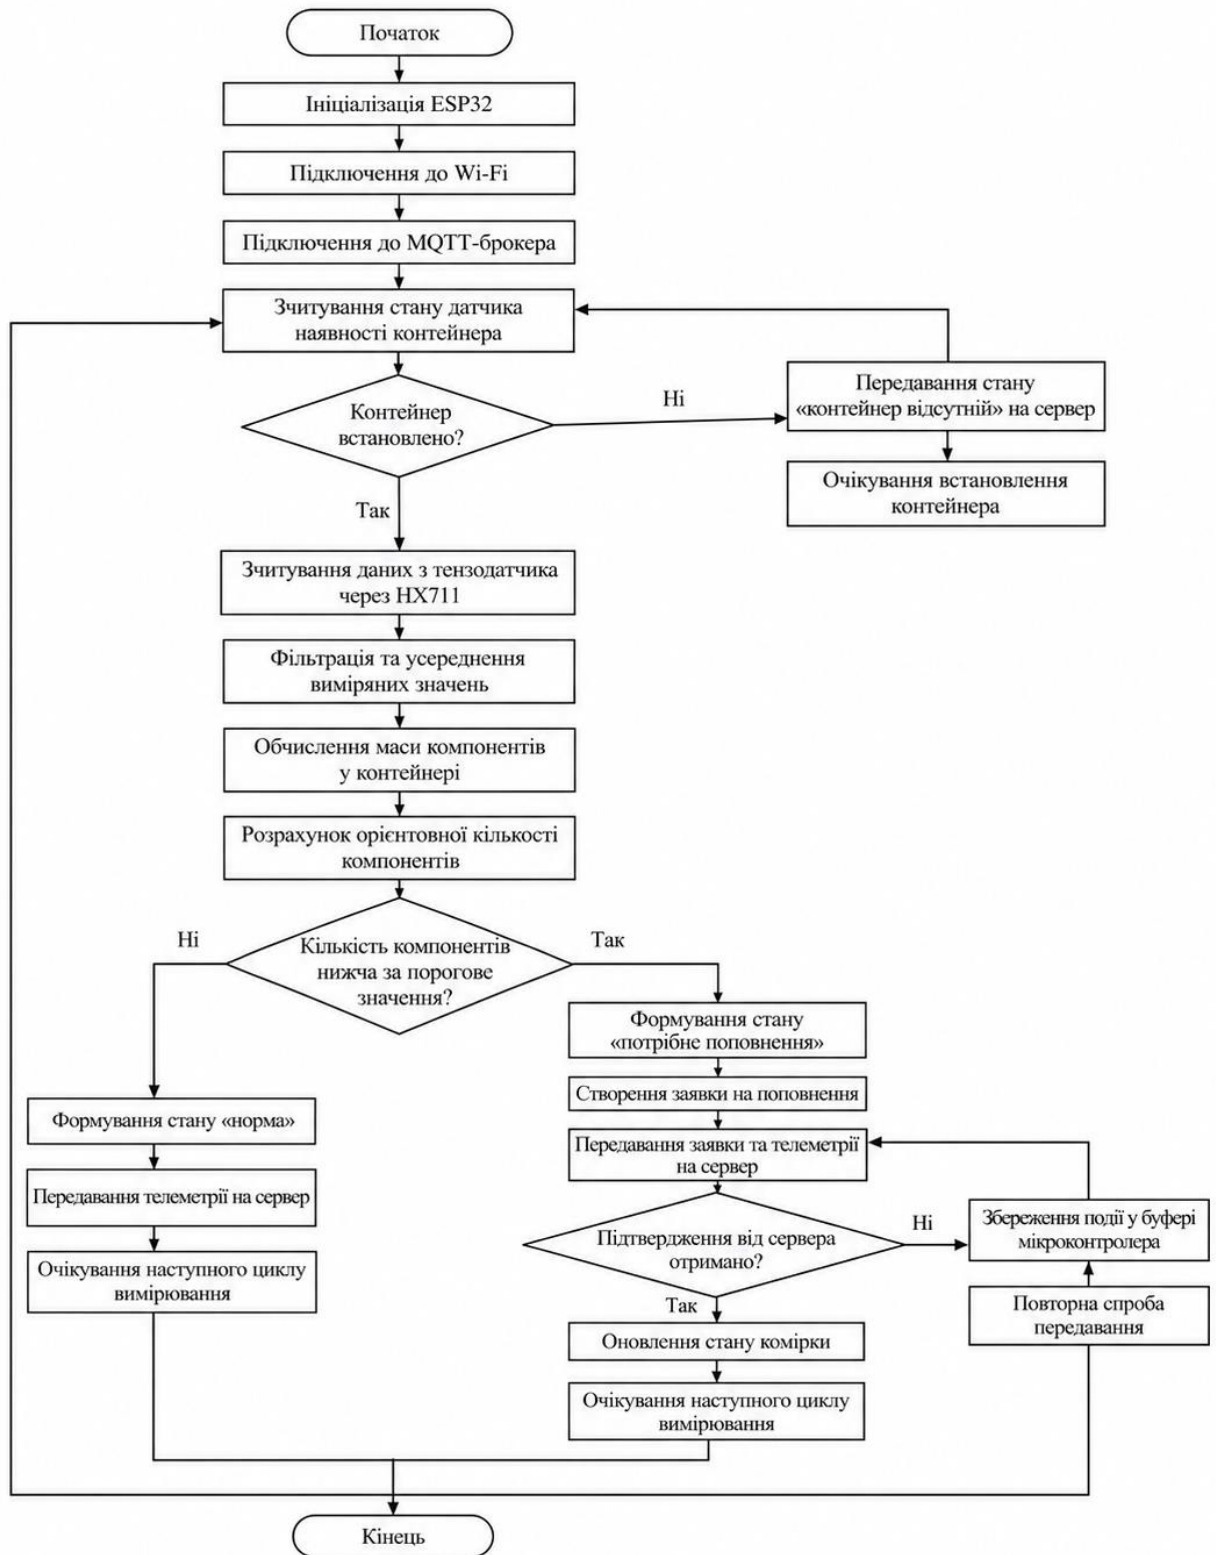 Початок
Ініціалізація ESP32
Підключення до Wi-Fi
Підключення до MQTT-брокера
Зчитування стану датчика
наявності контейнера
Контейнер
встановлено?
Ні
Передавання стану
«контейнер відсутній» на сервер
Очікування встановлення
контейнера
Так
Зчитування даних з тензодатчика
через HX711
Фільтрація та усереднення
виміряних значень
Обчислення маси компонентів
у контейнері
Розрахунок орієнтовної кількості
компонентів
Кількість компонентів
нижча за порогове
значення?
Ні
Формування стану «норма»
Передавання телеметрії на сервер
Очікування наступного циклу
вимірювання
Так
Формування стану
«потрібне поповнення»
Створення заявки на поповнення
Передавання заявки та телеметрії
на сервер
Підтвердження від сервера
отримано?
Ні
Збереження події у буфері
мікроконтролера
Повторна спроба
передавання
Так
Оновлення стану комірки
Очікування наступного циклу
вимірювання
Кінець